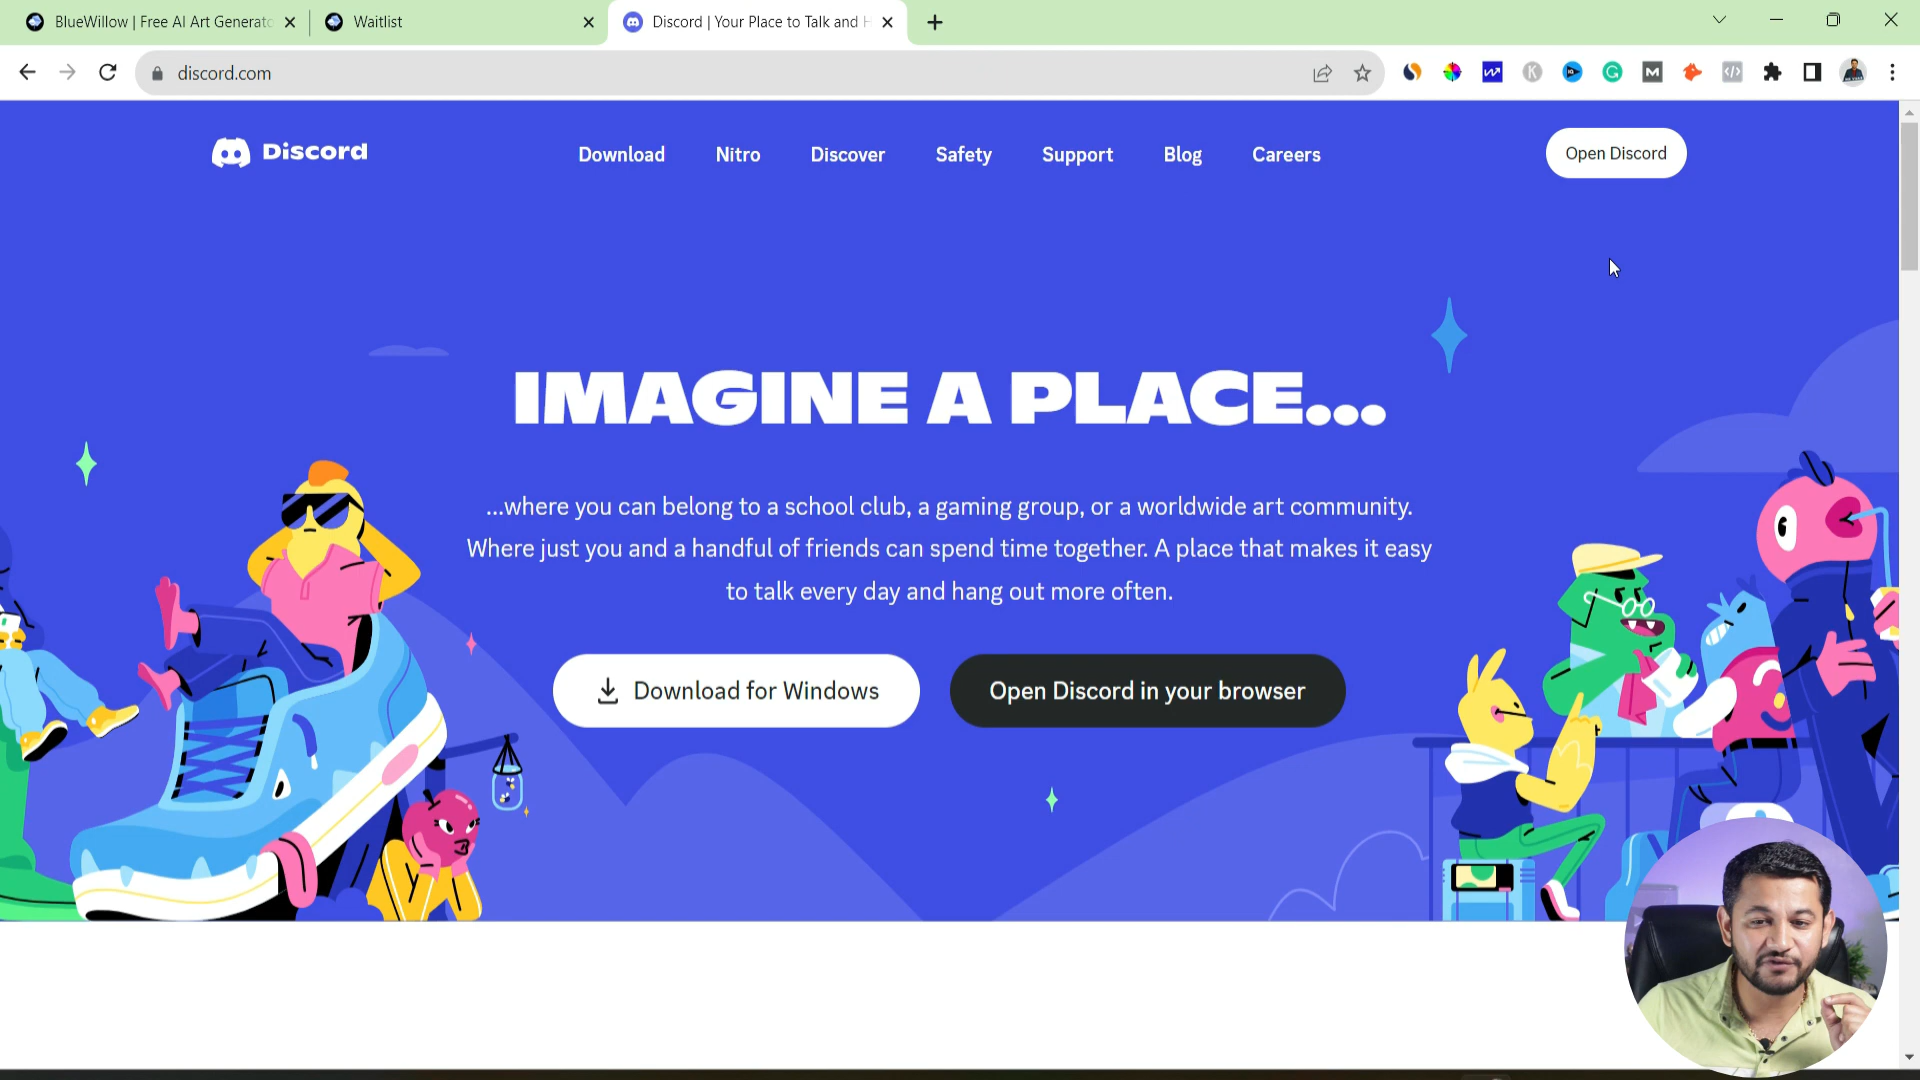 BlueWillow | Free AI Art Generato
Waitlist
Discord | Your Place to Talk and H
discord.com
Discord
Download
Nitro
Discover
Safety
Support
Blog
Careers
Open Discord
IMAGINE A PLACE...
...where you can belong to a school club, a gaming group, or a worldwide art community.
Where just you and a handful of friends can spend time together. A place that makes it easy
to talk every day and hang out more often.
Download for Windows
Open Discord in your browser